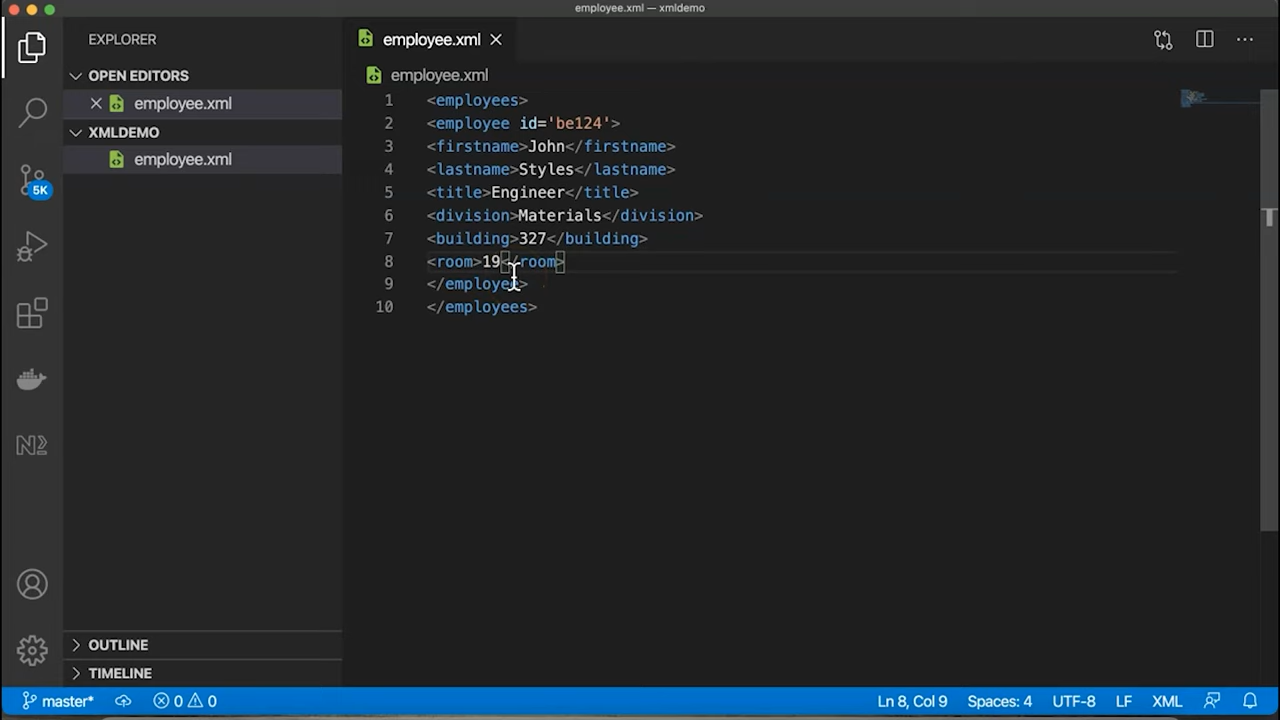 employee.xml — xmldemo
EXPLORER
OPEN EDITORS
employee.xml
XMLDEMO
employee.xml
5K
N2
employee.xml
employee.xml
1 <employees>
2 <employee id='be124'>
3 <firstname>John</firstname>
4 <lastname>Styles</lastname>
5 <title>Engineer</title>
6 <division>Materials</division>
7 <building>327</building>
8 <room>19</room>
9 </employee>
10 </employees>
T
OUTLINE
TIMELINE
master* 0 0 Ln 8, Col 9 Spaces: 4 UTF-8 LF XML